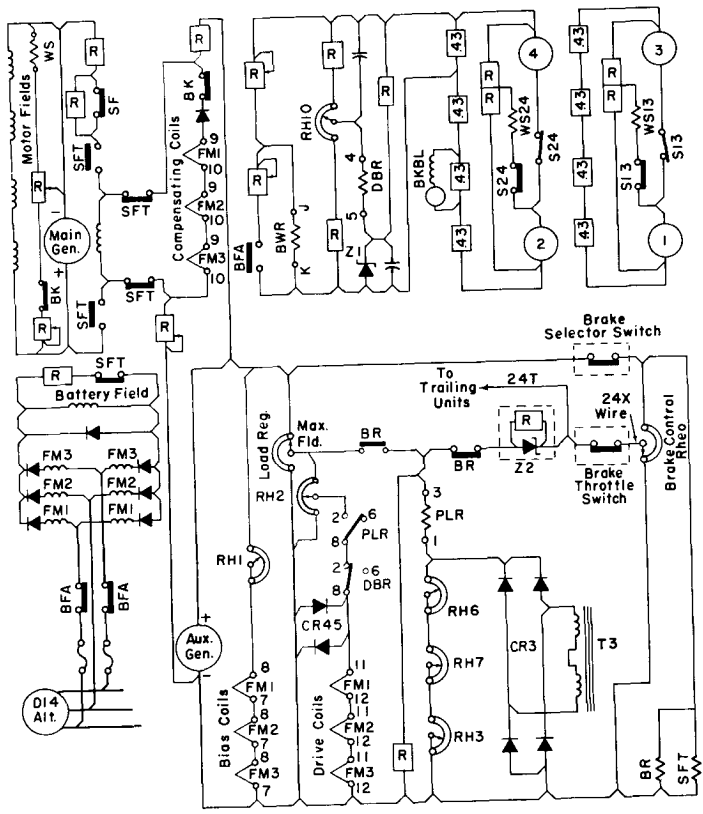 WS
R
Motor Fields
R
SF
R
SFT
R
Main
Gen.
SFT
SFT
SFT
BK
R
R
BK
Compensating Coils
9
FM1
10
9
FM2
10
9
FM3
10
R
R
BFA
BWR
J
K
R
RH10
R
4
DBR
5
Z1
R
.43
.43
.43
.43
BKBL
R
R
WS24
S24
S24
4
2
.43
.43
.43
.43
R
R
WS13
S13
S13
3
1
R
SFT
Battery Field
FM3
FM3
FM2
FM2
FM1
FM1
BFA
BFA
D14
Alt.
Aux.
Gen.
+
−
RH1
Bias Coils
8
FM1
7
8
FM2
7
8
FM3
7
Load Reg.
Max.
Fld.
RH2
2
6
PLR
8
2
6
DBR
8
CR45
Drive Coils
11
FM1
12
11
FM2
12
11
FM3
12
BR
R
3
PLR
1
RH6
RH7
RH3
BR
R
Z2
To
Trailing
Units
24T
Brake
Selector Switch
24X
Wire
Brake
Throttle
Switch
Brake Control
Rheo
CR3
T3
BR
SFT